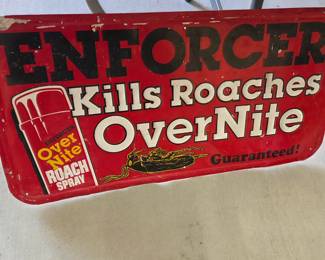 ENFORCER
Kills Roaches
OverNite
Guaranteed!
Over
Nite
ROACH
SPRAY